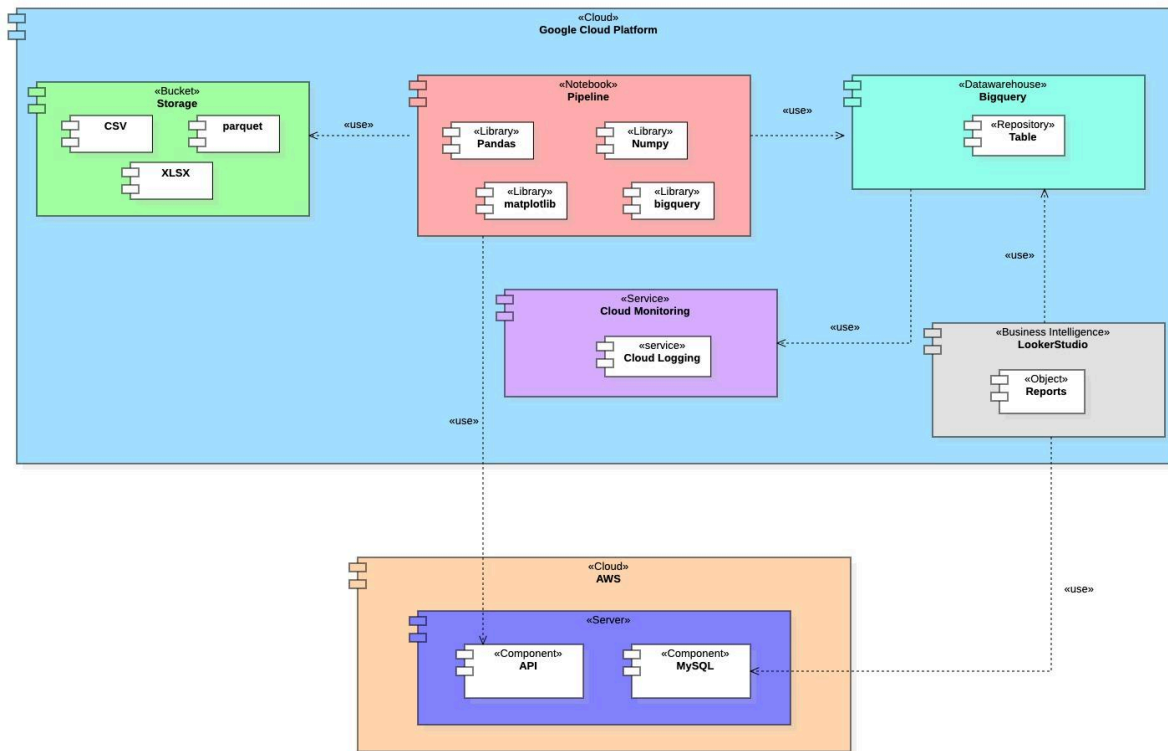 «Cloud»
Google Cloud Platform
«Bucket»
Storage
CSV
parquet
XLSX
«use»
«Notebook»
Pipeline
«Library»
Pandas
«Library»
Numpy
«Library»
matplotlib
«Library»
bigquery
«use»
«Datawarehouse»
Bigquery
«Repository»
Table
«use»
«Service»
Cloud Monitoring
«service»
Cloud Logging
«use»
«Business Intelligence»
LookerStudio
«Object»
Reports
«use»
«Cloud»
AWS
«Server»
«Component»
API
«Component»
MySQL
«use»